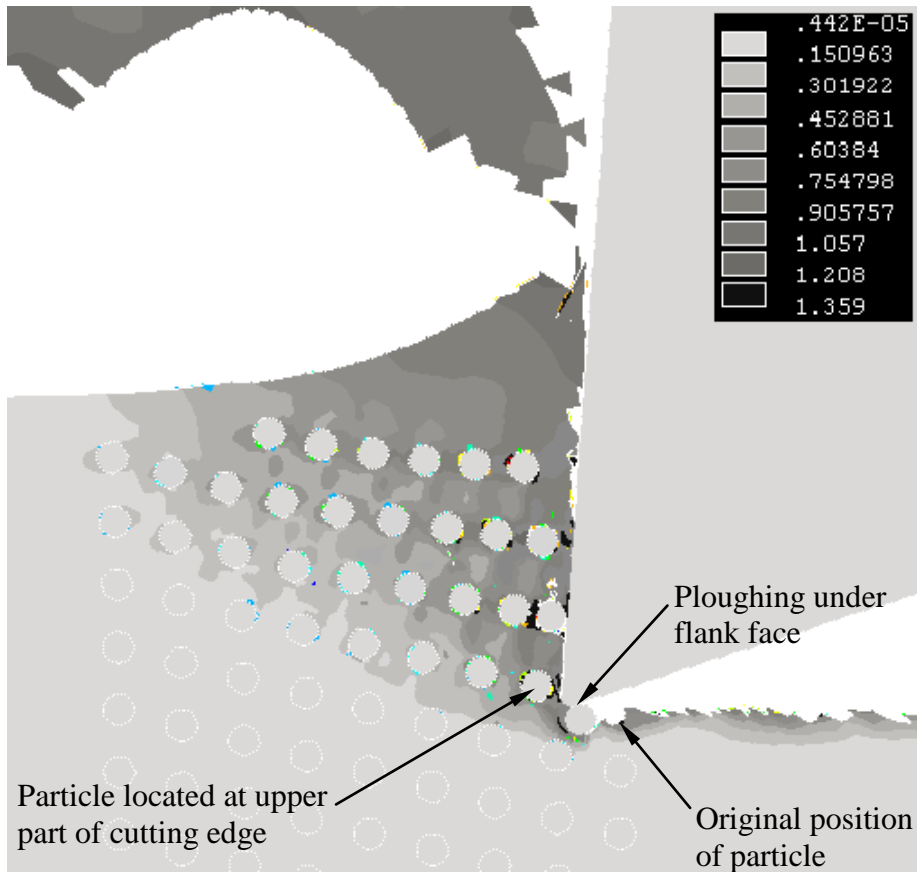 .442E-05
.150963
.301922
.452881
.60384
.754798
.905757
1.057
1.208
1.359
Ploughing under
flank face
Particle located at upper
part of cutting edge
Original position
of particle